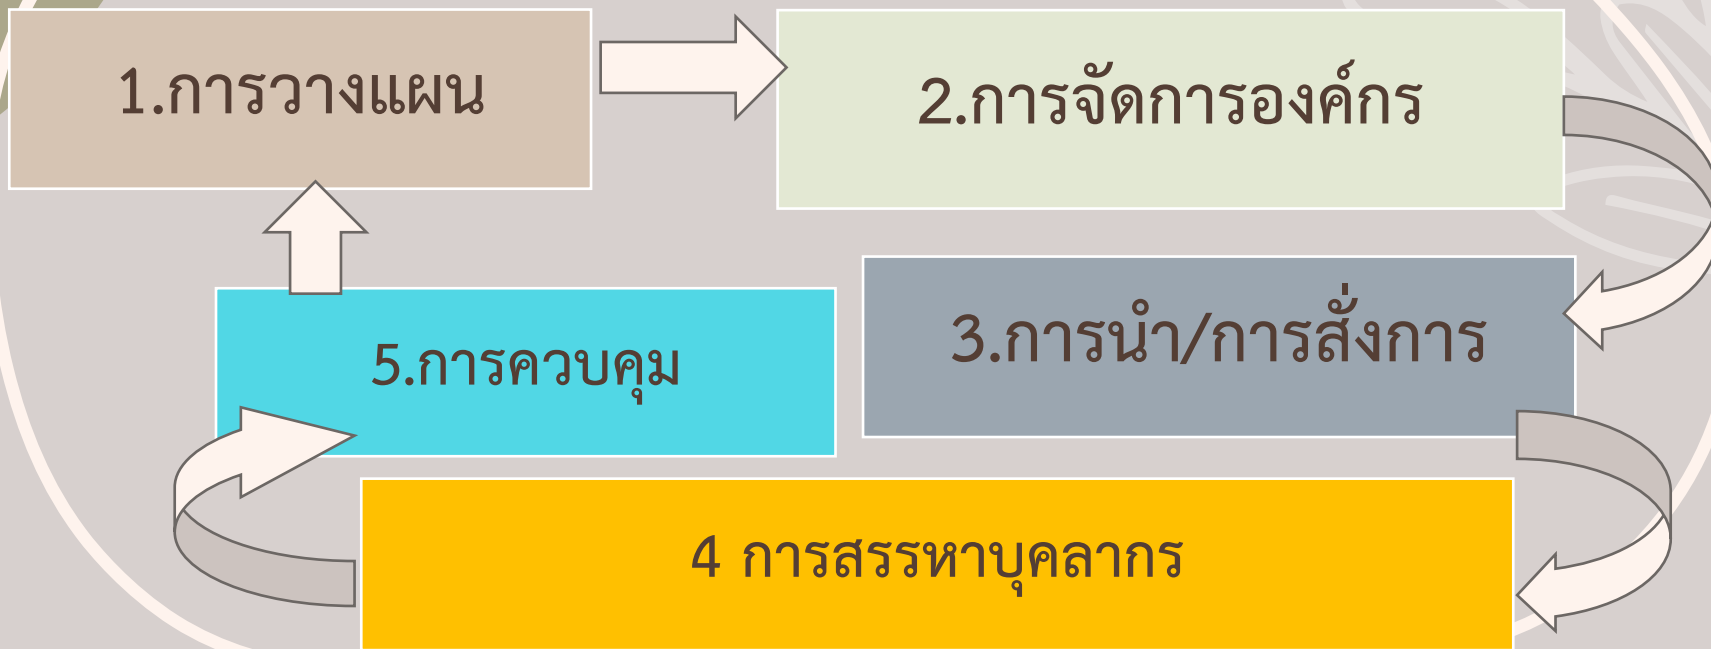 1.การวางแผน
2.การจัดการองค์กร
3.การนำ/การสั่งการ
4 การสรรหาบุคลากร
5.การควบคุม